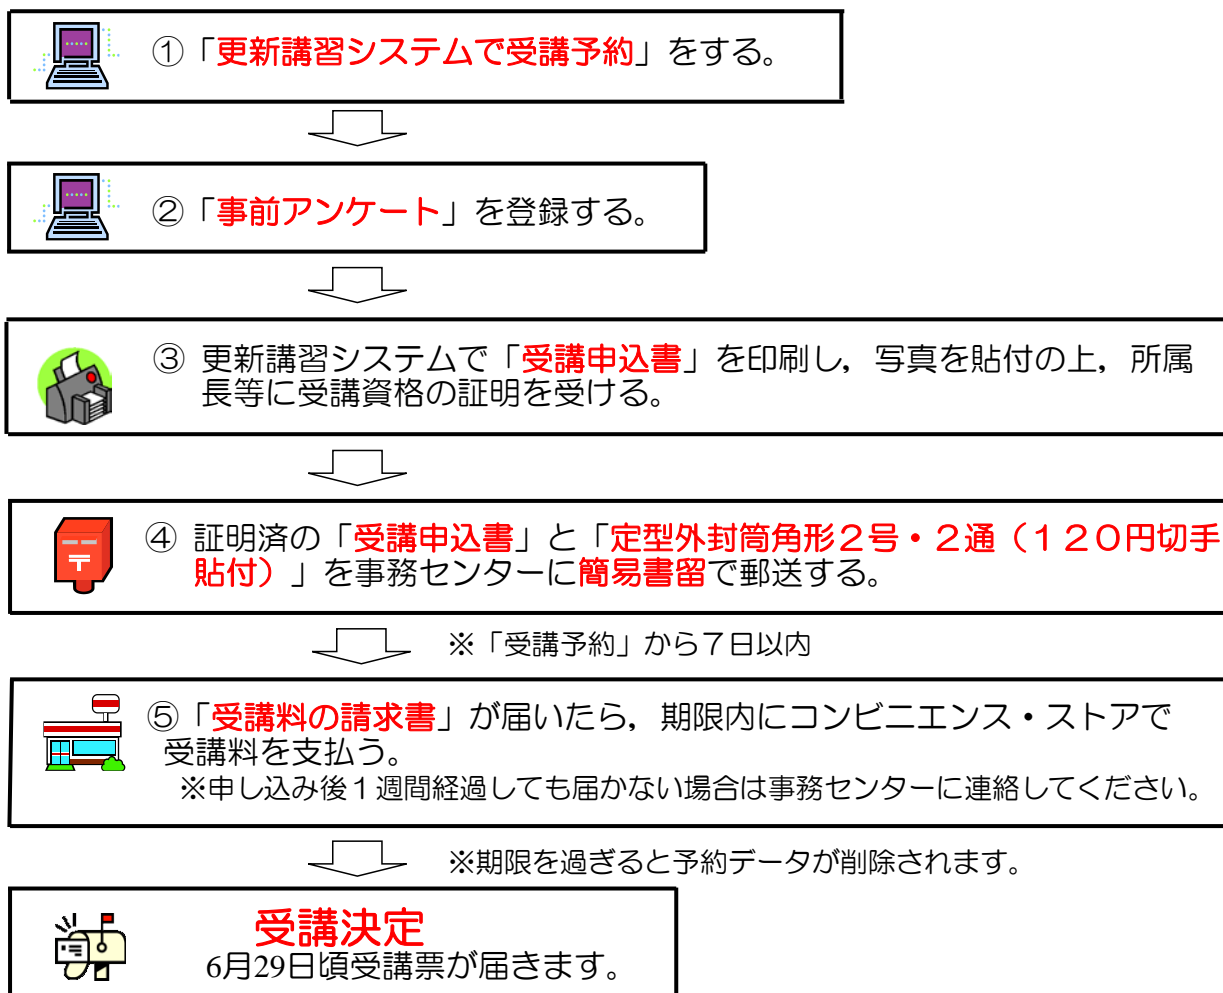 ①「更新講習システムで受講予約」をする。
②「事前アンケート」を登録する。
③ 更新講習システムで「受講申込書」を印刷し，写真を貼付の上，所属
長等に受講資格の証明を受ける。
④ 証明済の「受講申込書」と「定型外封筒角形２号・２通（１２０円切手
貼付）」を事務センターに簡易書留で郵送する。
※「受講予約」から７日以内
⑤「受講料の請求書」が届いたら，期限内にコンビニエンス・ストアで
受講料を支払う。
※申し込み後１週間経過しても届かない場合は事務センターに連絡してください。
※期限を過ぎると予約データが削除されます。
受講決定
6月29日頃受講票が届きます。